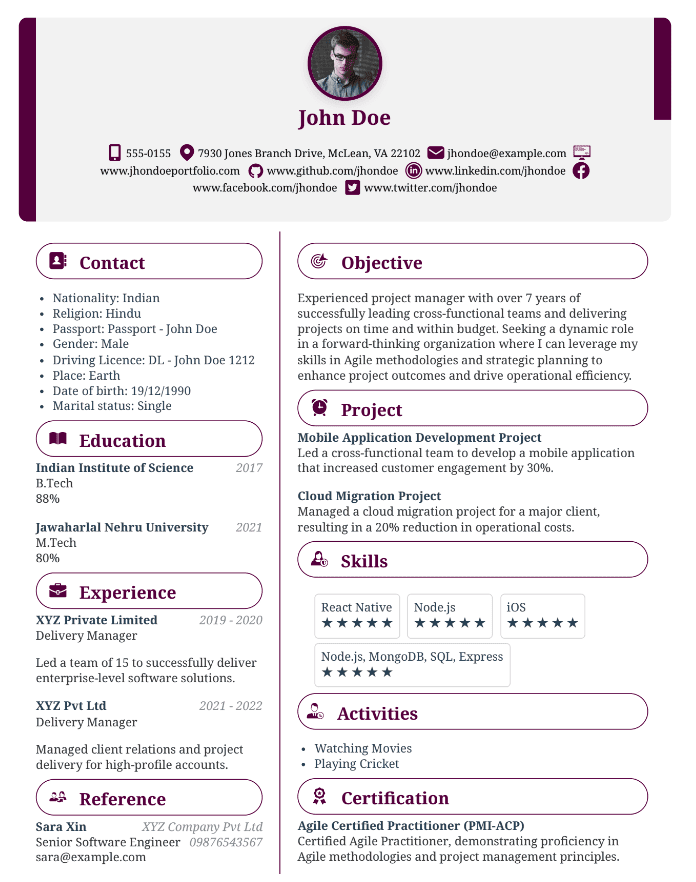 John Doe
555-0155 7930 Jones Branch Drive, McLean, VA 22102 jhondoe@example.com
www.jhondoeportfolio.com www.github.com/jhondoe www.linkedin.com/jhondoe
www.facebook.com/jhondoe www.twitter.com/jhondoe
Contact
• Nationality: Indian
• Religion: Hindu
• Passport: Passport - John Doe
• Gender: Male
• Driving Licence: DL - John Doe 1212
• Place: Earth
• Date of birth: 19/12/1990
• Marital status: Single
Education
Indian Institute of Science 2017
B.Tech
88%
Jawaharlal Nehru University 2021
M.Tech
80%
Experience
XYZ Private Limited 2019 - 2020
Delivery Manager
Led a team of 15 to successfully deliver
enterprise-level software solutions.
XYZ Pvt Ltd 2021 - 2022
Delivery Manager
Managed client relations and project
delivery for high-profile accounts.
Reference
Sara Xin XYZ Company Pvt Ltd
Senior Software Engineer 09876543567
sara@example.com
Objective
Experienced project manager with over 7 years of
successfully leading cross-functional teams and delivering
projects on time and within budget. Seeking a dynamic role
in a forward-thinking organization where I can leverage my
skills in Agile methodologies and strategic planning to
enhance project outcomes and drive operational efficiency.
Project
Mobile Application Development Project
Led a cross-functional team to develop a mobile application
that increased customer engagement by 30%.
Cloud Migration Project
Managed a cloud migration project for a major client,
resulting in a 20% reduction in operational costs.
Skills
React Native Node.js iOS
★★★★★ ★★★★★ ★★★★★
Node.js, MongoDB, SQL, Express
★★★★★
Activities
• Watching Movies
• Playing Cricket
Certification
Agile Certified Practitioner (PMI-ACP)
Certified Agile Practitioner, demonstrating proficiency in
Agile methodologies and project management principles.